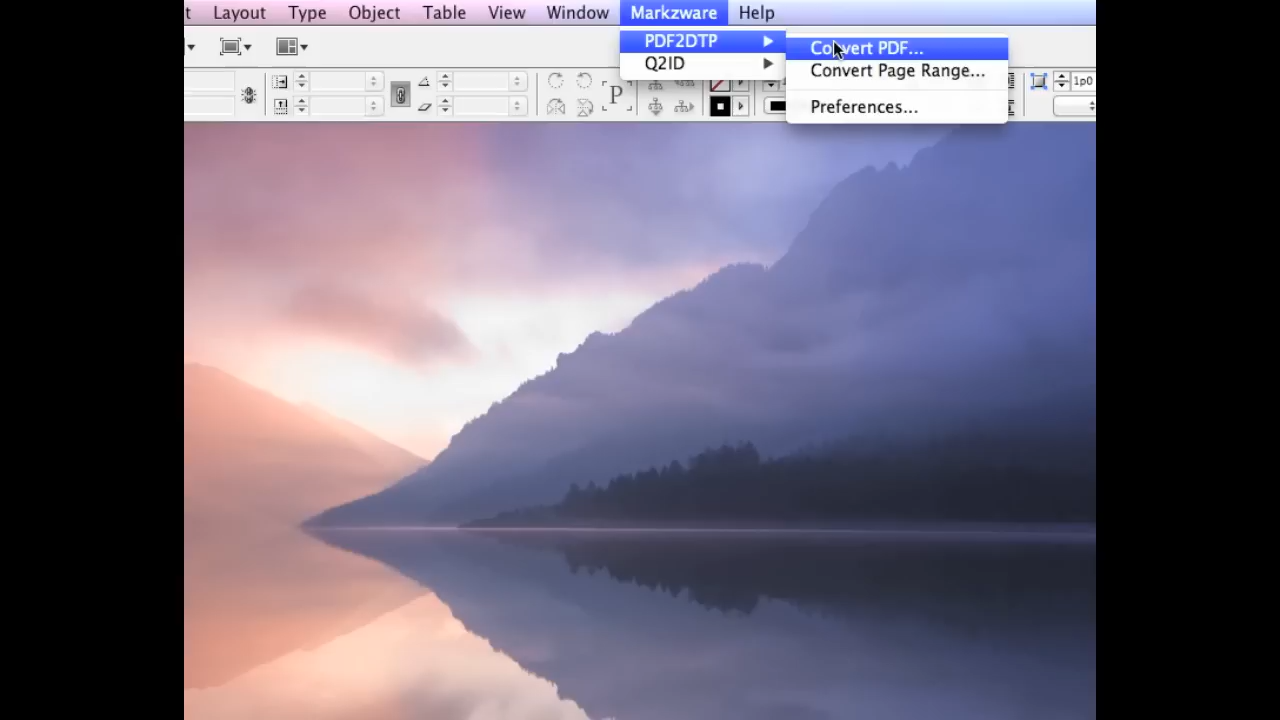 t Layout Type Object Table View Window Markzware Help
PDF2DTP
Convert PDF...
Q2ID
Convert Page Range...
Preferences...
P
1p0